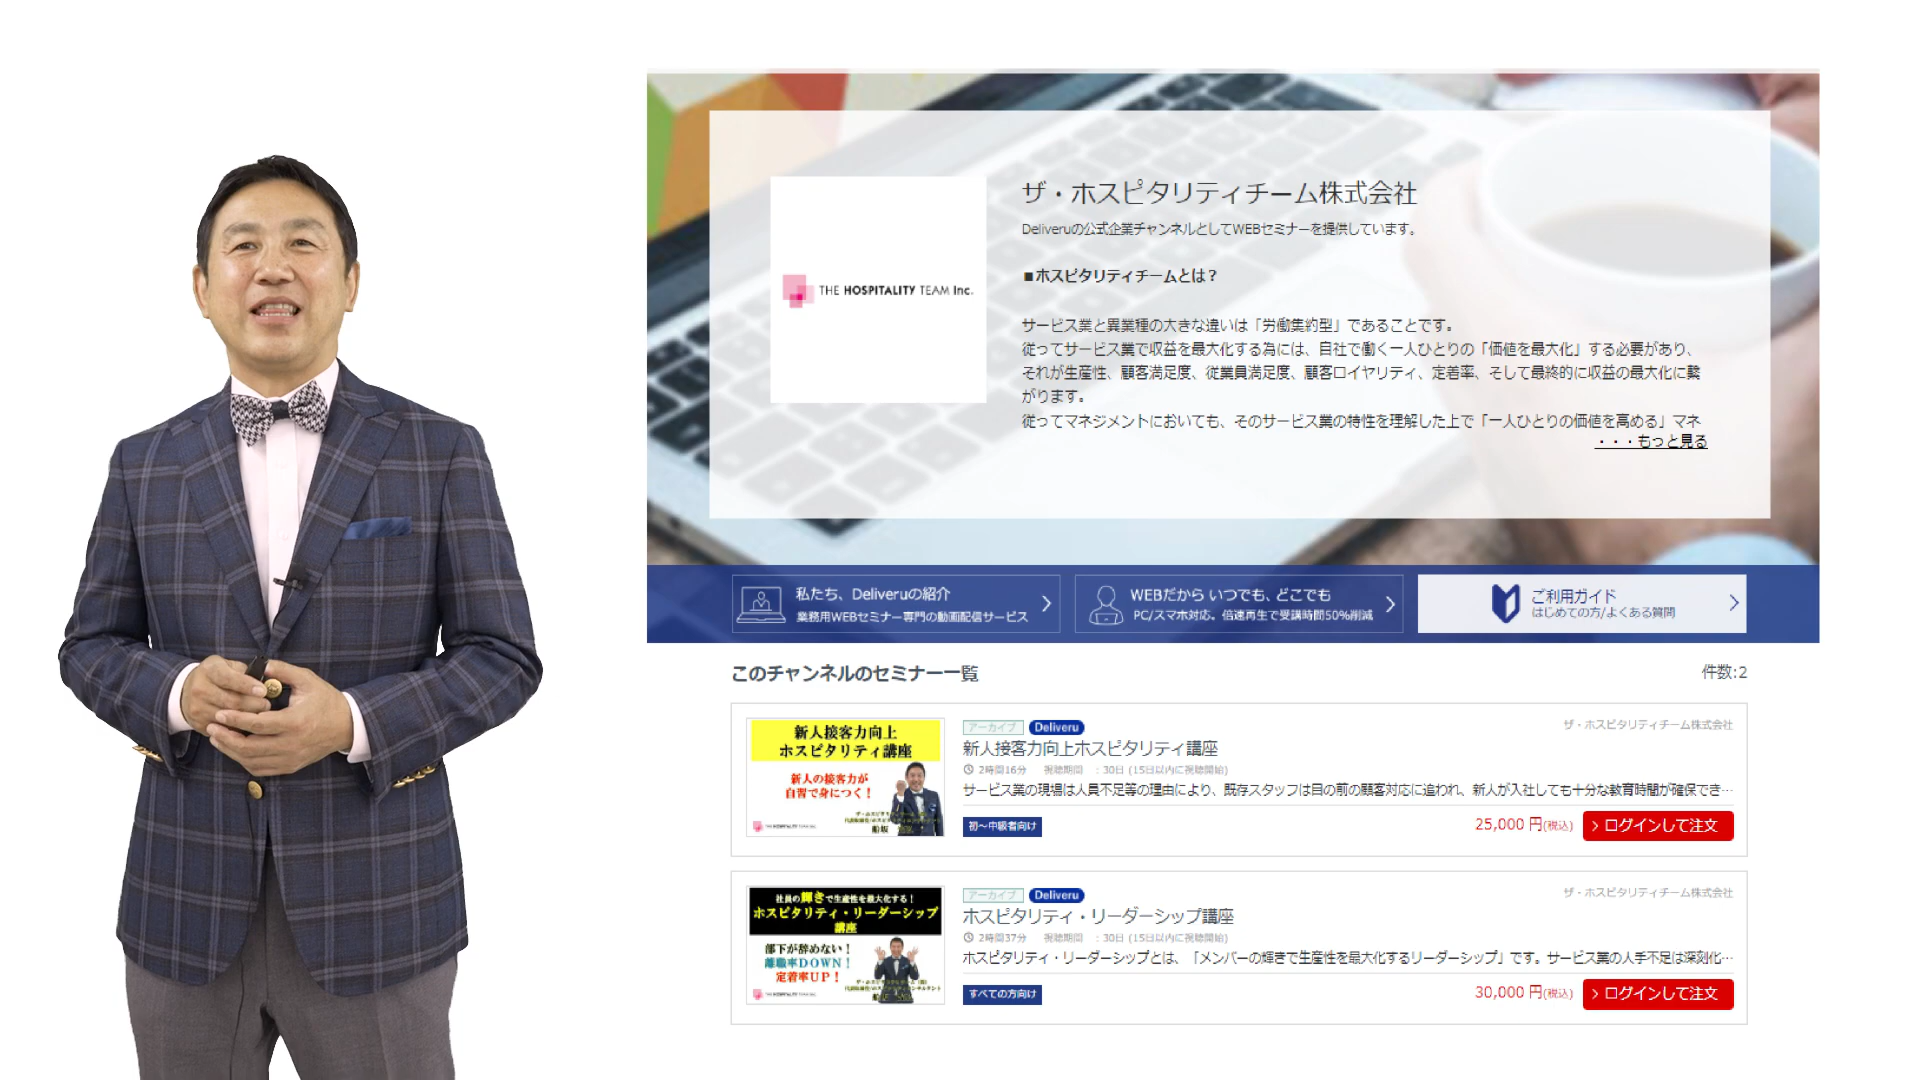 ザ・ホスピタリティチーム株式会社
Deliveruの公式企業チャンネルとしてWEBセミナーを提供しています。
■ホスピタリティチームとは？
THE HOSPITALITY TEAM Inc.
サービス業と異業種の大きな違いは「労働集約型」であることです。
従ってサービス業で収益を最大化する為には、自社で働く一人ひとりの「価値を最大化」する必要があり、
それが生産性、顧客満足度、従業員満足度、顧客ロイヤリティ、定着率、そして最終的に収益の最大化に繋
がります。
従ってマネジメントにおいても、そのサービス業の特性を理解した上で「一人ひとりの価値を高める」マネ
・・・もっと見る
私たち、Deliveruの紹介
業務用WEBセミナー専門の動画配信サービス
WEBだから いつでも、どこでも
PC/スマホ対応。倍速再生で受講時間50%削減
ご利用ガイド
はじめての方/よくある質問
このチャンネルのセミナー一覧
件数:2
新人接客力向上
ホスピタリティ講座
新人の接客力が
自習で身につく！
アーカイブ Deliveru
ザ・ホスピタリティチーム株式会社
新人接客力向上ホスピタリティ講座
2時間16分 視聴期間 : 30日 (15日以内に視聴開始)
サービス業の現場は人員不足等の理由により、既存スタッフは目の前の顧客対応に追われ、新人が入社しても十分な教育時間が確保でき…
初～中級者向け
25,000 円(税込)
ログインして注文
社員の輝きで生産性を最大化する！
ホスピタリティ・リーダーシップ
講座
部下が辞めない！
離職率DOWN！
定着率UP！
アーカイブ Deliveru
ザ・ホスピタリティチーム株式会社
ホスピタリティ・リーダーシップ講座
2時間37分 視聴期間 : 30日 (15日以内に視聴開始)
ホスピタリティ・リーダーシップとは、「メンバーの輝きで生産性を最大化するリーダーシップ」です。サービス業の人手不足は深刻化…
すべての方向け
30,000 円(税込)
ログインして注文